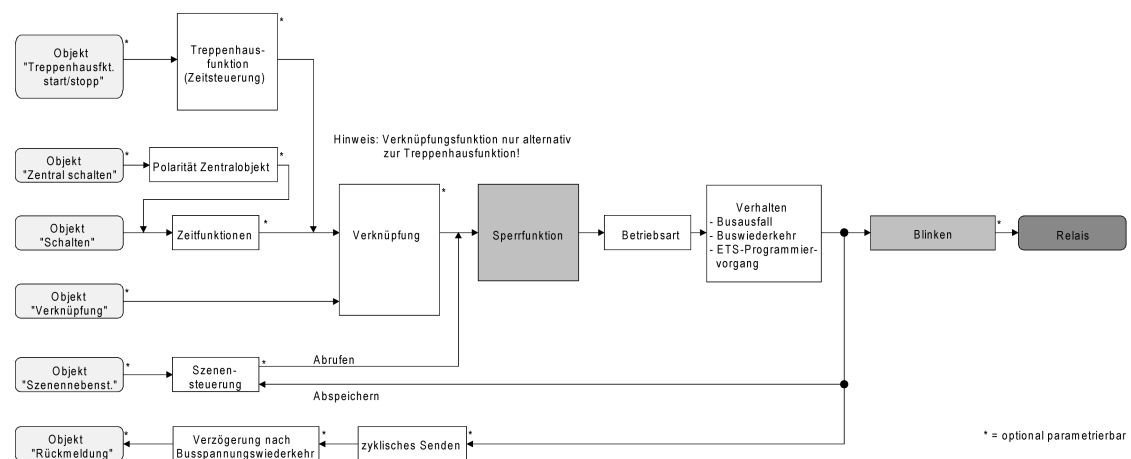 Objekt
"Treppenhausfkt.
start/stopp"
*
Treppenhaus-
funktion
(Zeitsteuerung)
*
Hinweis: Verknüpfungsfunktion nur alternativ
zur Treppenhausfunktion!
Objekt
"Zentral schalten"
*
Polarität Zentralobjekt
*
Objekt
"Schalten"
Zeitfunktionen
*
Verknüpfung
*
Sperrfunktion
Betriebsart
Verhalten
- Busausfall
- Buswiederkehr
- ETS-Programmier-
vorgang
Blinken
*
Relais
Objekt
"Verknüpfung"
*
Objekt
"Szenennebenst."
*
Szenen-
steuerung
*
Abrufen
Abspeichern
Objekt
"Rückmeldung"
*
Verzögerung nach
Busspannungswiederkehr
*
zyklisches Senden
*
* = optional parametrierbar